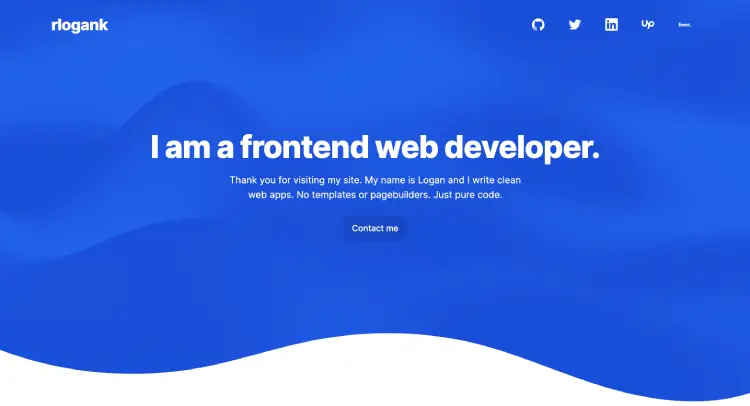 rlogank
Up
fiverr.
I am a frontend web developer.
Thank you for visiting my site. My name is Logan and I write clean
web apps. No templates or pagebuilders. Just pure code.
Contact me